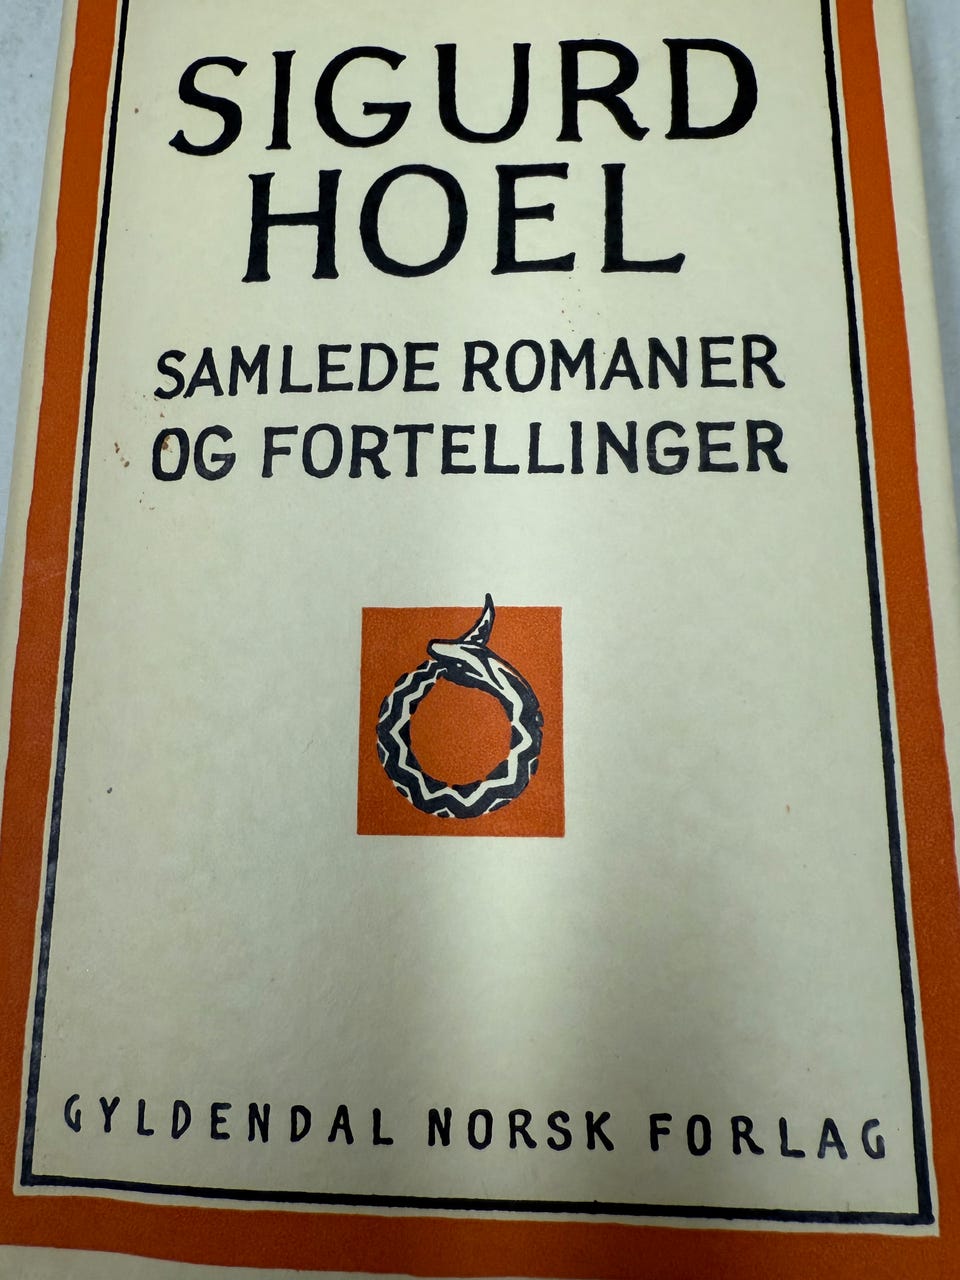 SIGURD
HOEL
SAMLEDE ROMANER
OG FORTELLINGER
GYLDENDAL NORSK FORLAG